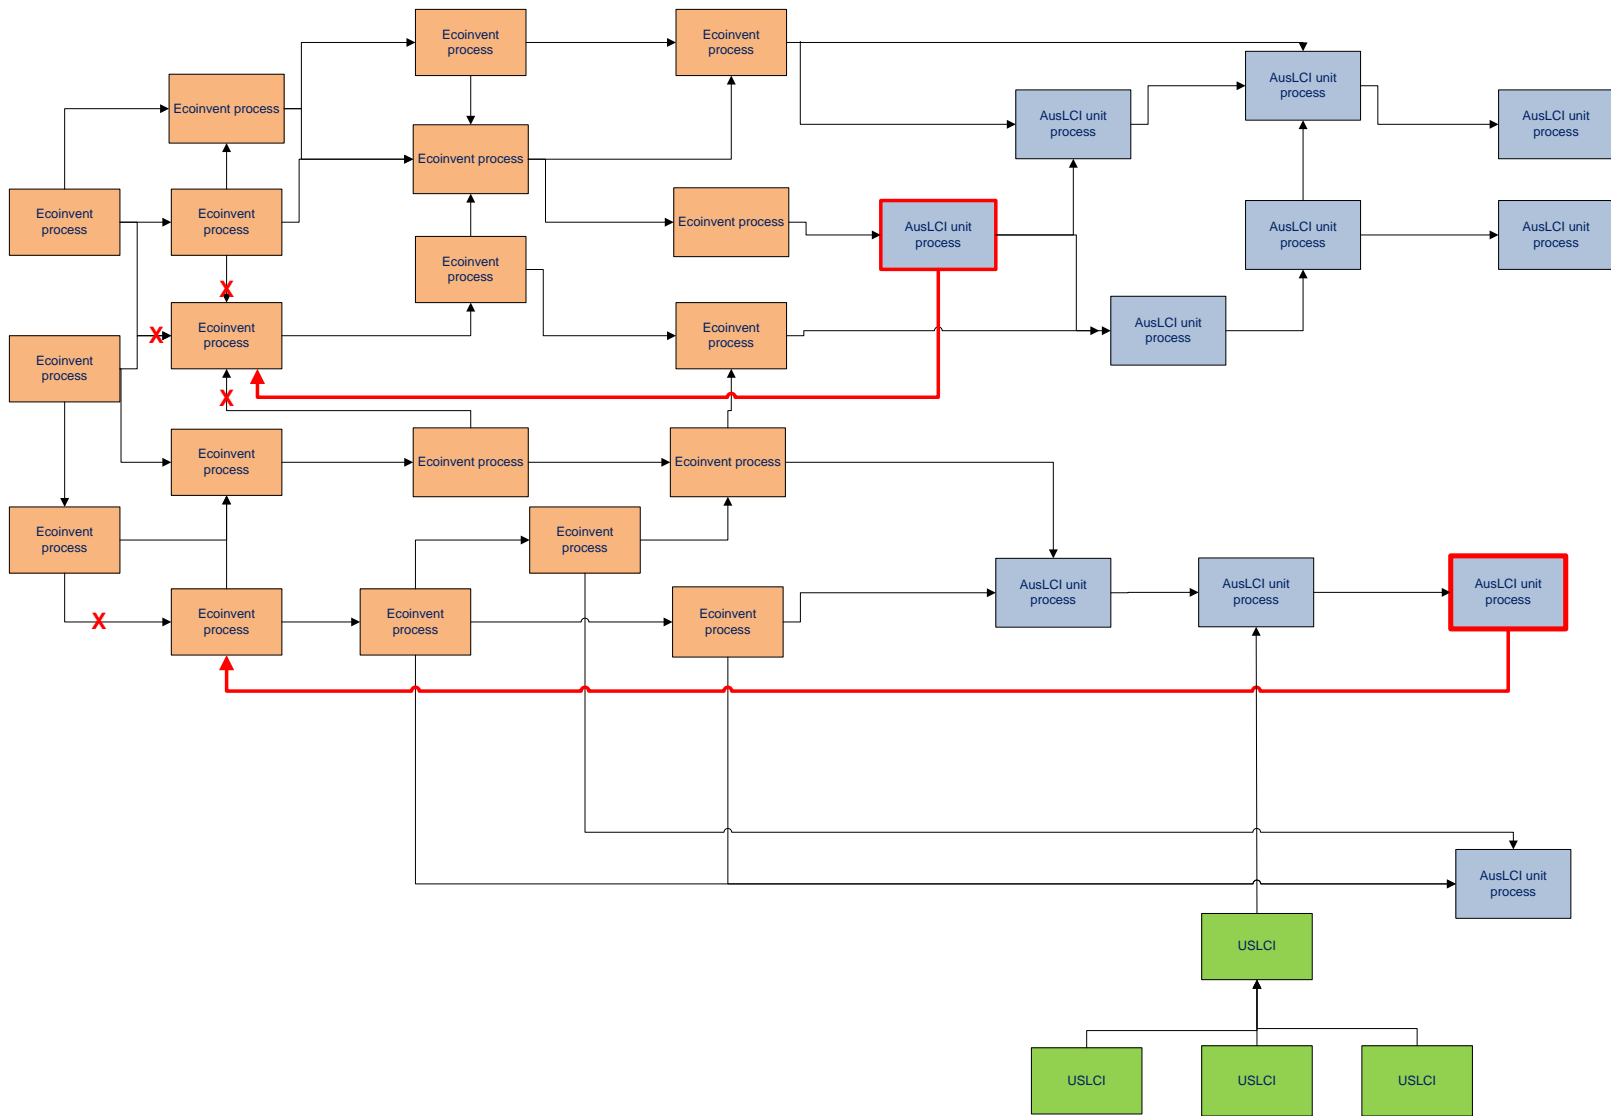 Ecoinvent
process
Ecoinvent
process
AusLCI unit
process
Ecoinvent process
AusLCI unit
process
AusLCI unit
process
Ecoinvent process
Ecoinvent
process
Ecoinvent
process
Ecoinvent process
AusLCI unit
process
AusLCI unit
process
AusLCI unit
process
Ecoinvent
process
X
Ecoinvent
process
X
Ecoinvent
process
AusLCI unit
process
Ecoinvent
process
X
Ecoinvent
process
Ecoinvent process
Ecoinvent process
Ecoinvent
process
Ecoinvent
process
AusLCI unit
process
AusLCI unit
process
AusLCI unit
process
X
Ecoinvent
process
Ecoinvent
process
Ecoinvent
process
AusLCI unit
process
USLCI
USLCI
USLCI
USLCI